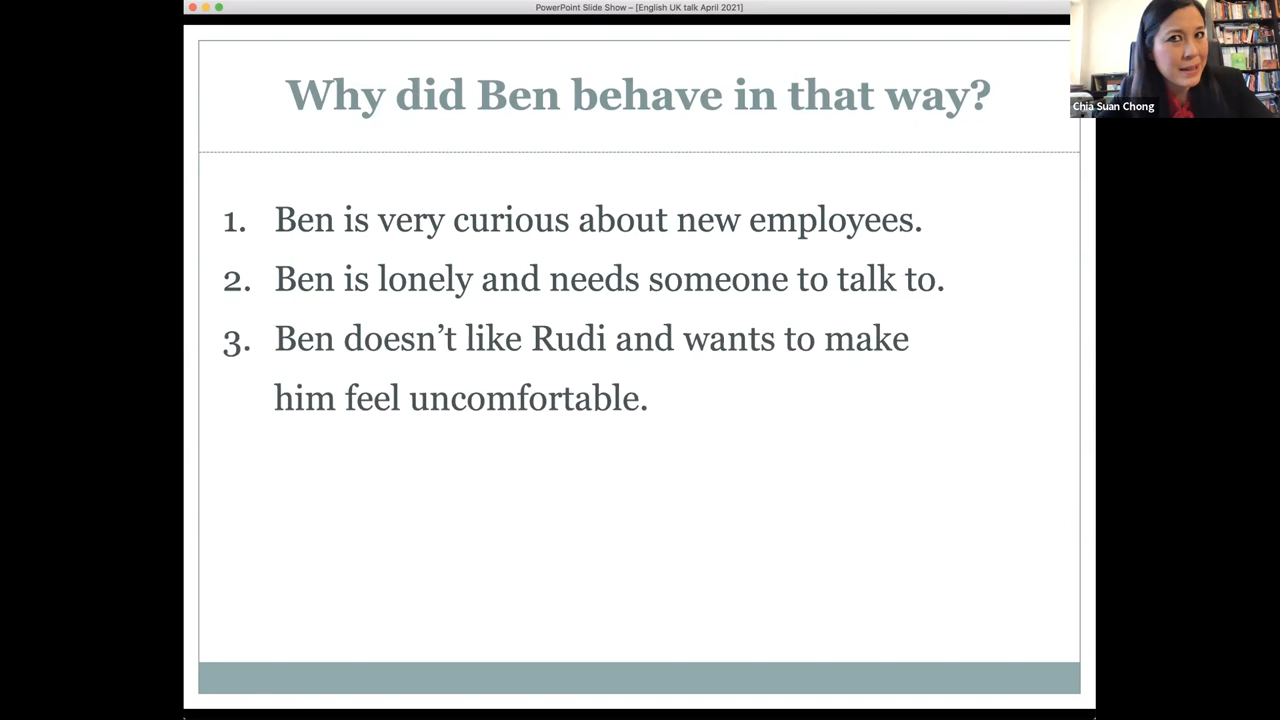 PowerPoint Slide Show – [English UK talk April 2021]
Why did Ben behave in that way?
Chia Suan Chong
1. Ben is very curious about new employees.
2. Ben is lonely and needs someone to talk to.
3. Ben doesn’t like Rudi and wants to make
him feel uncomfortable.